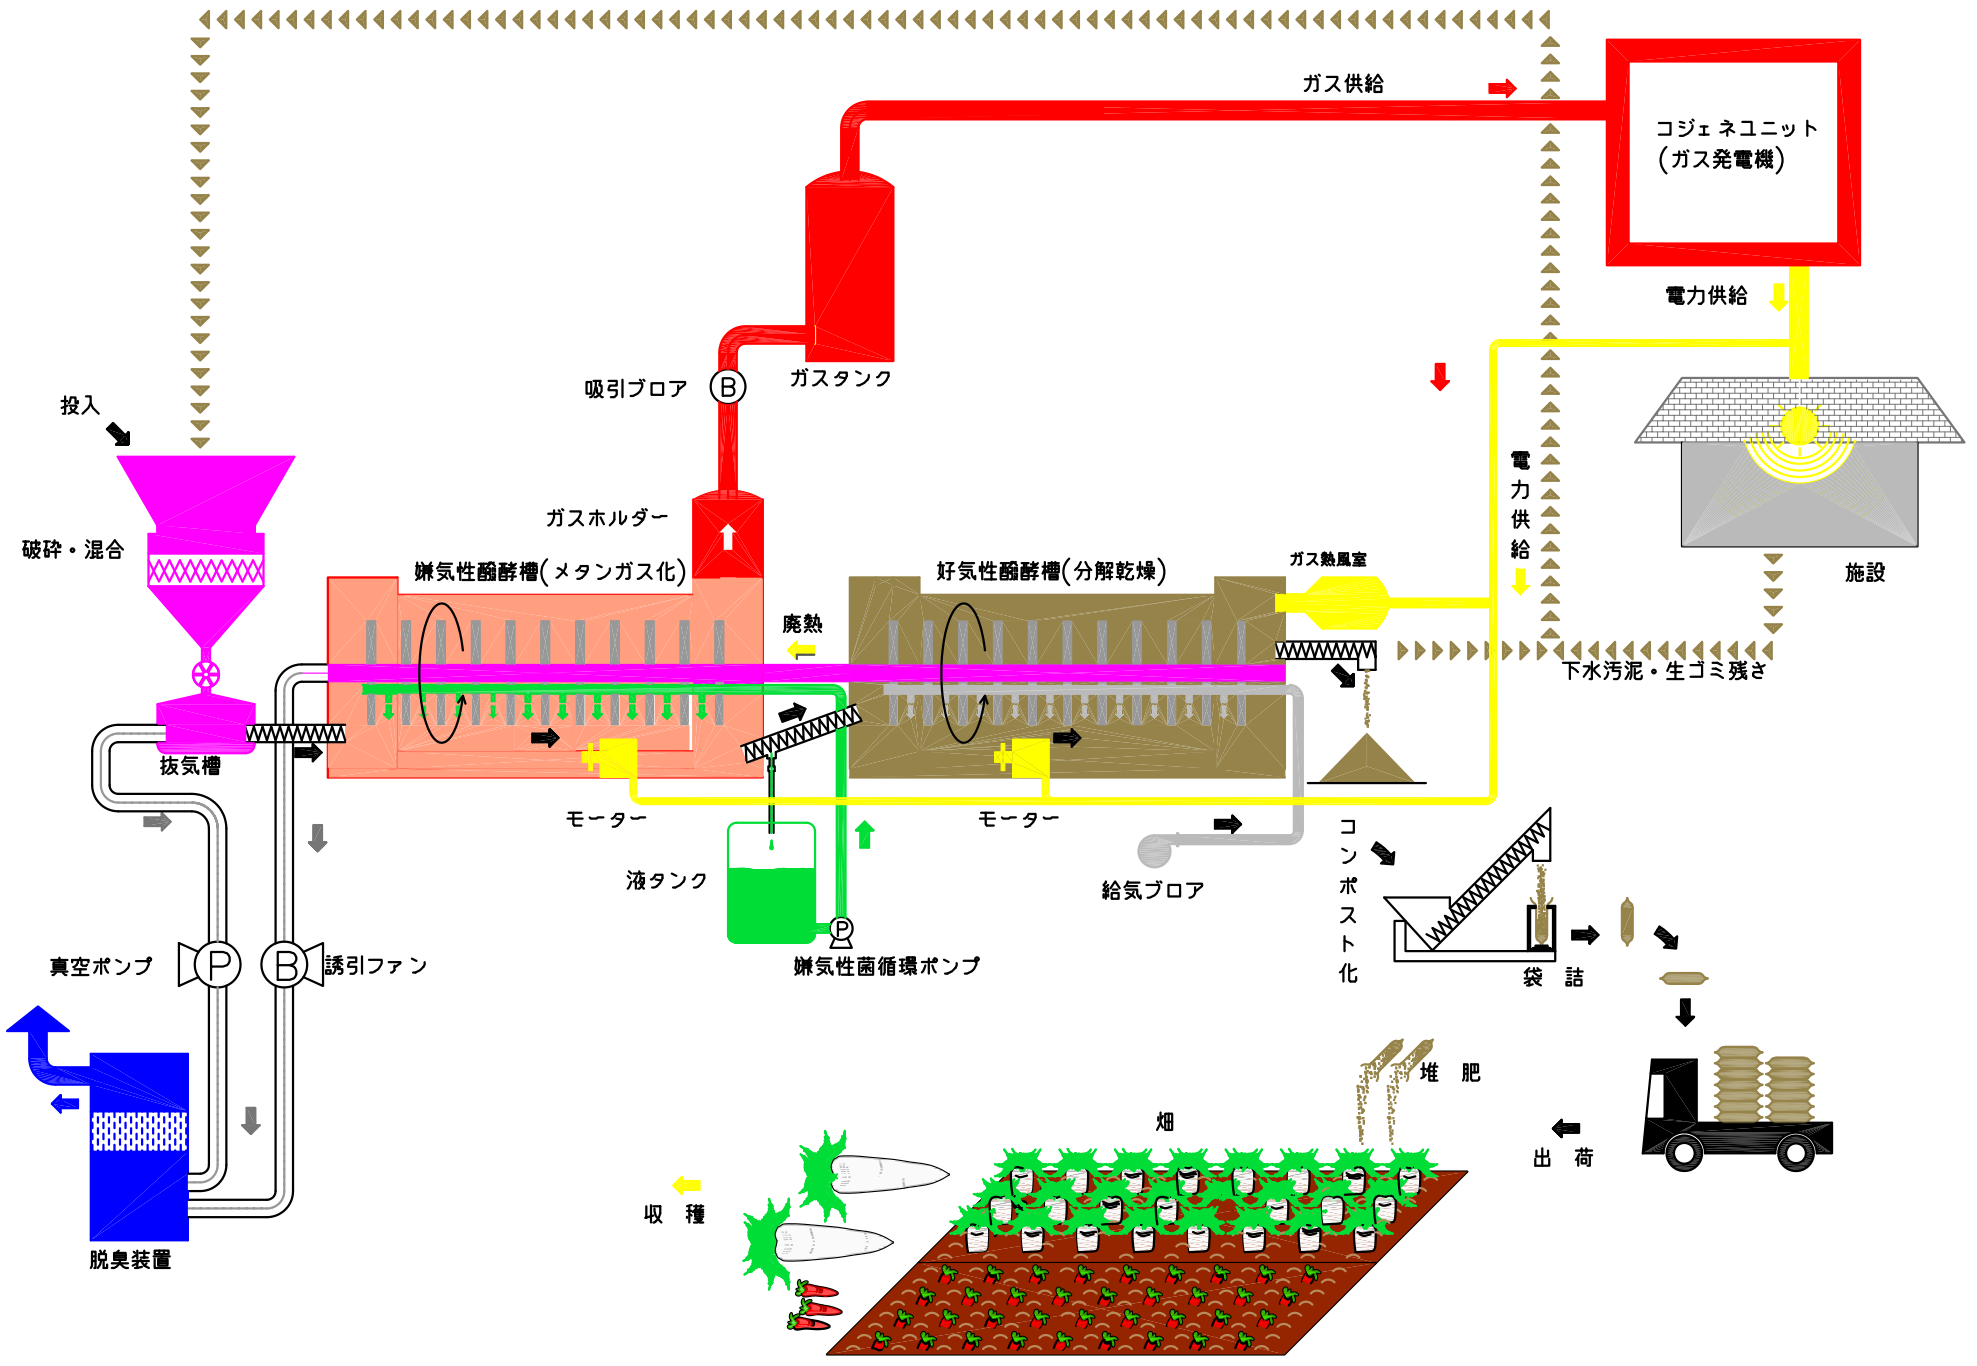 ガス供給
コジェネユニット
(ガス発電機)
電力供給
ガスタンク
吸引ブロア
B
投入
電力供給
ガスホルダー
破砕・混合
嫌気性醗酵槽(メタンガス化)
好気性醗酵槽(分解乾燥)
ガス熱風室
施設
廃熱
下水汚泥・生ゴミ残さ
抜気槽
モーター
モーター
コンポスト化
液タンク
給気ブロア
P
真空ポンプ
P
B
誘引ファン
嫌気性菌循環ポンプ
袋 詰
堆 肥
畑
出 荷
収 穫
脱臭装置